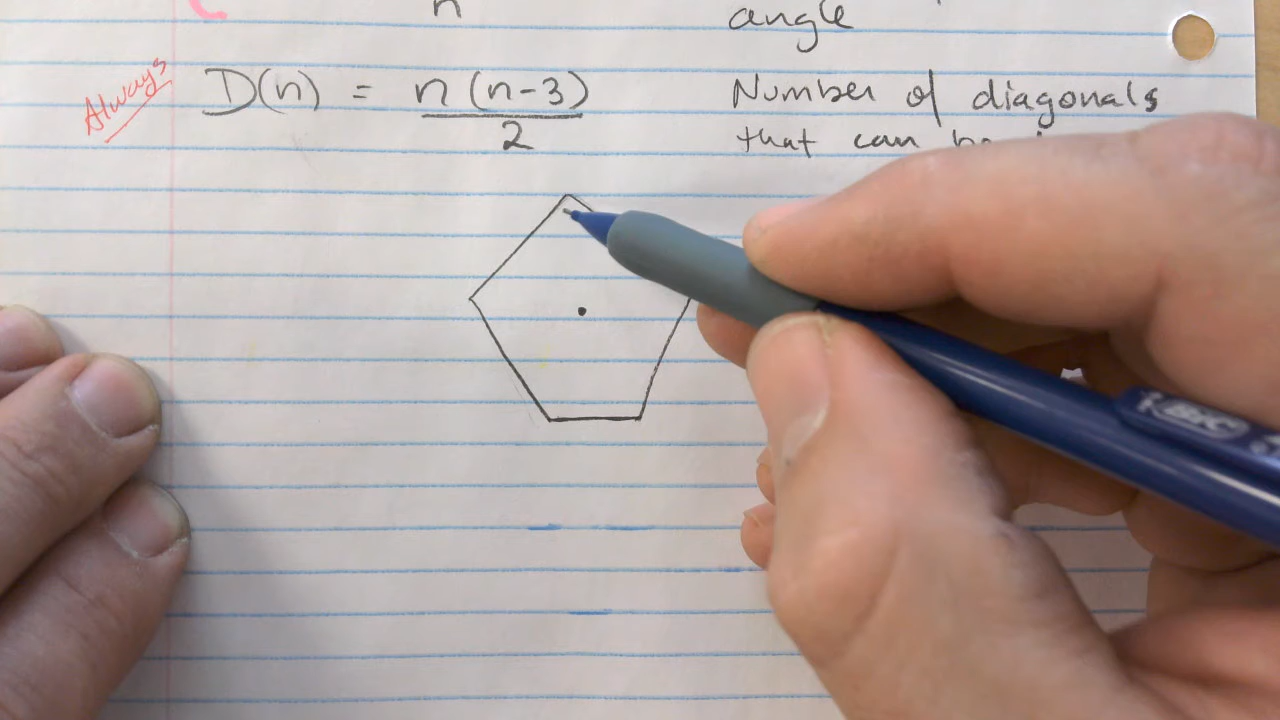 n
angle
Always D(n) = n(n-3)
2
Number of diagonals
that can
BIC